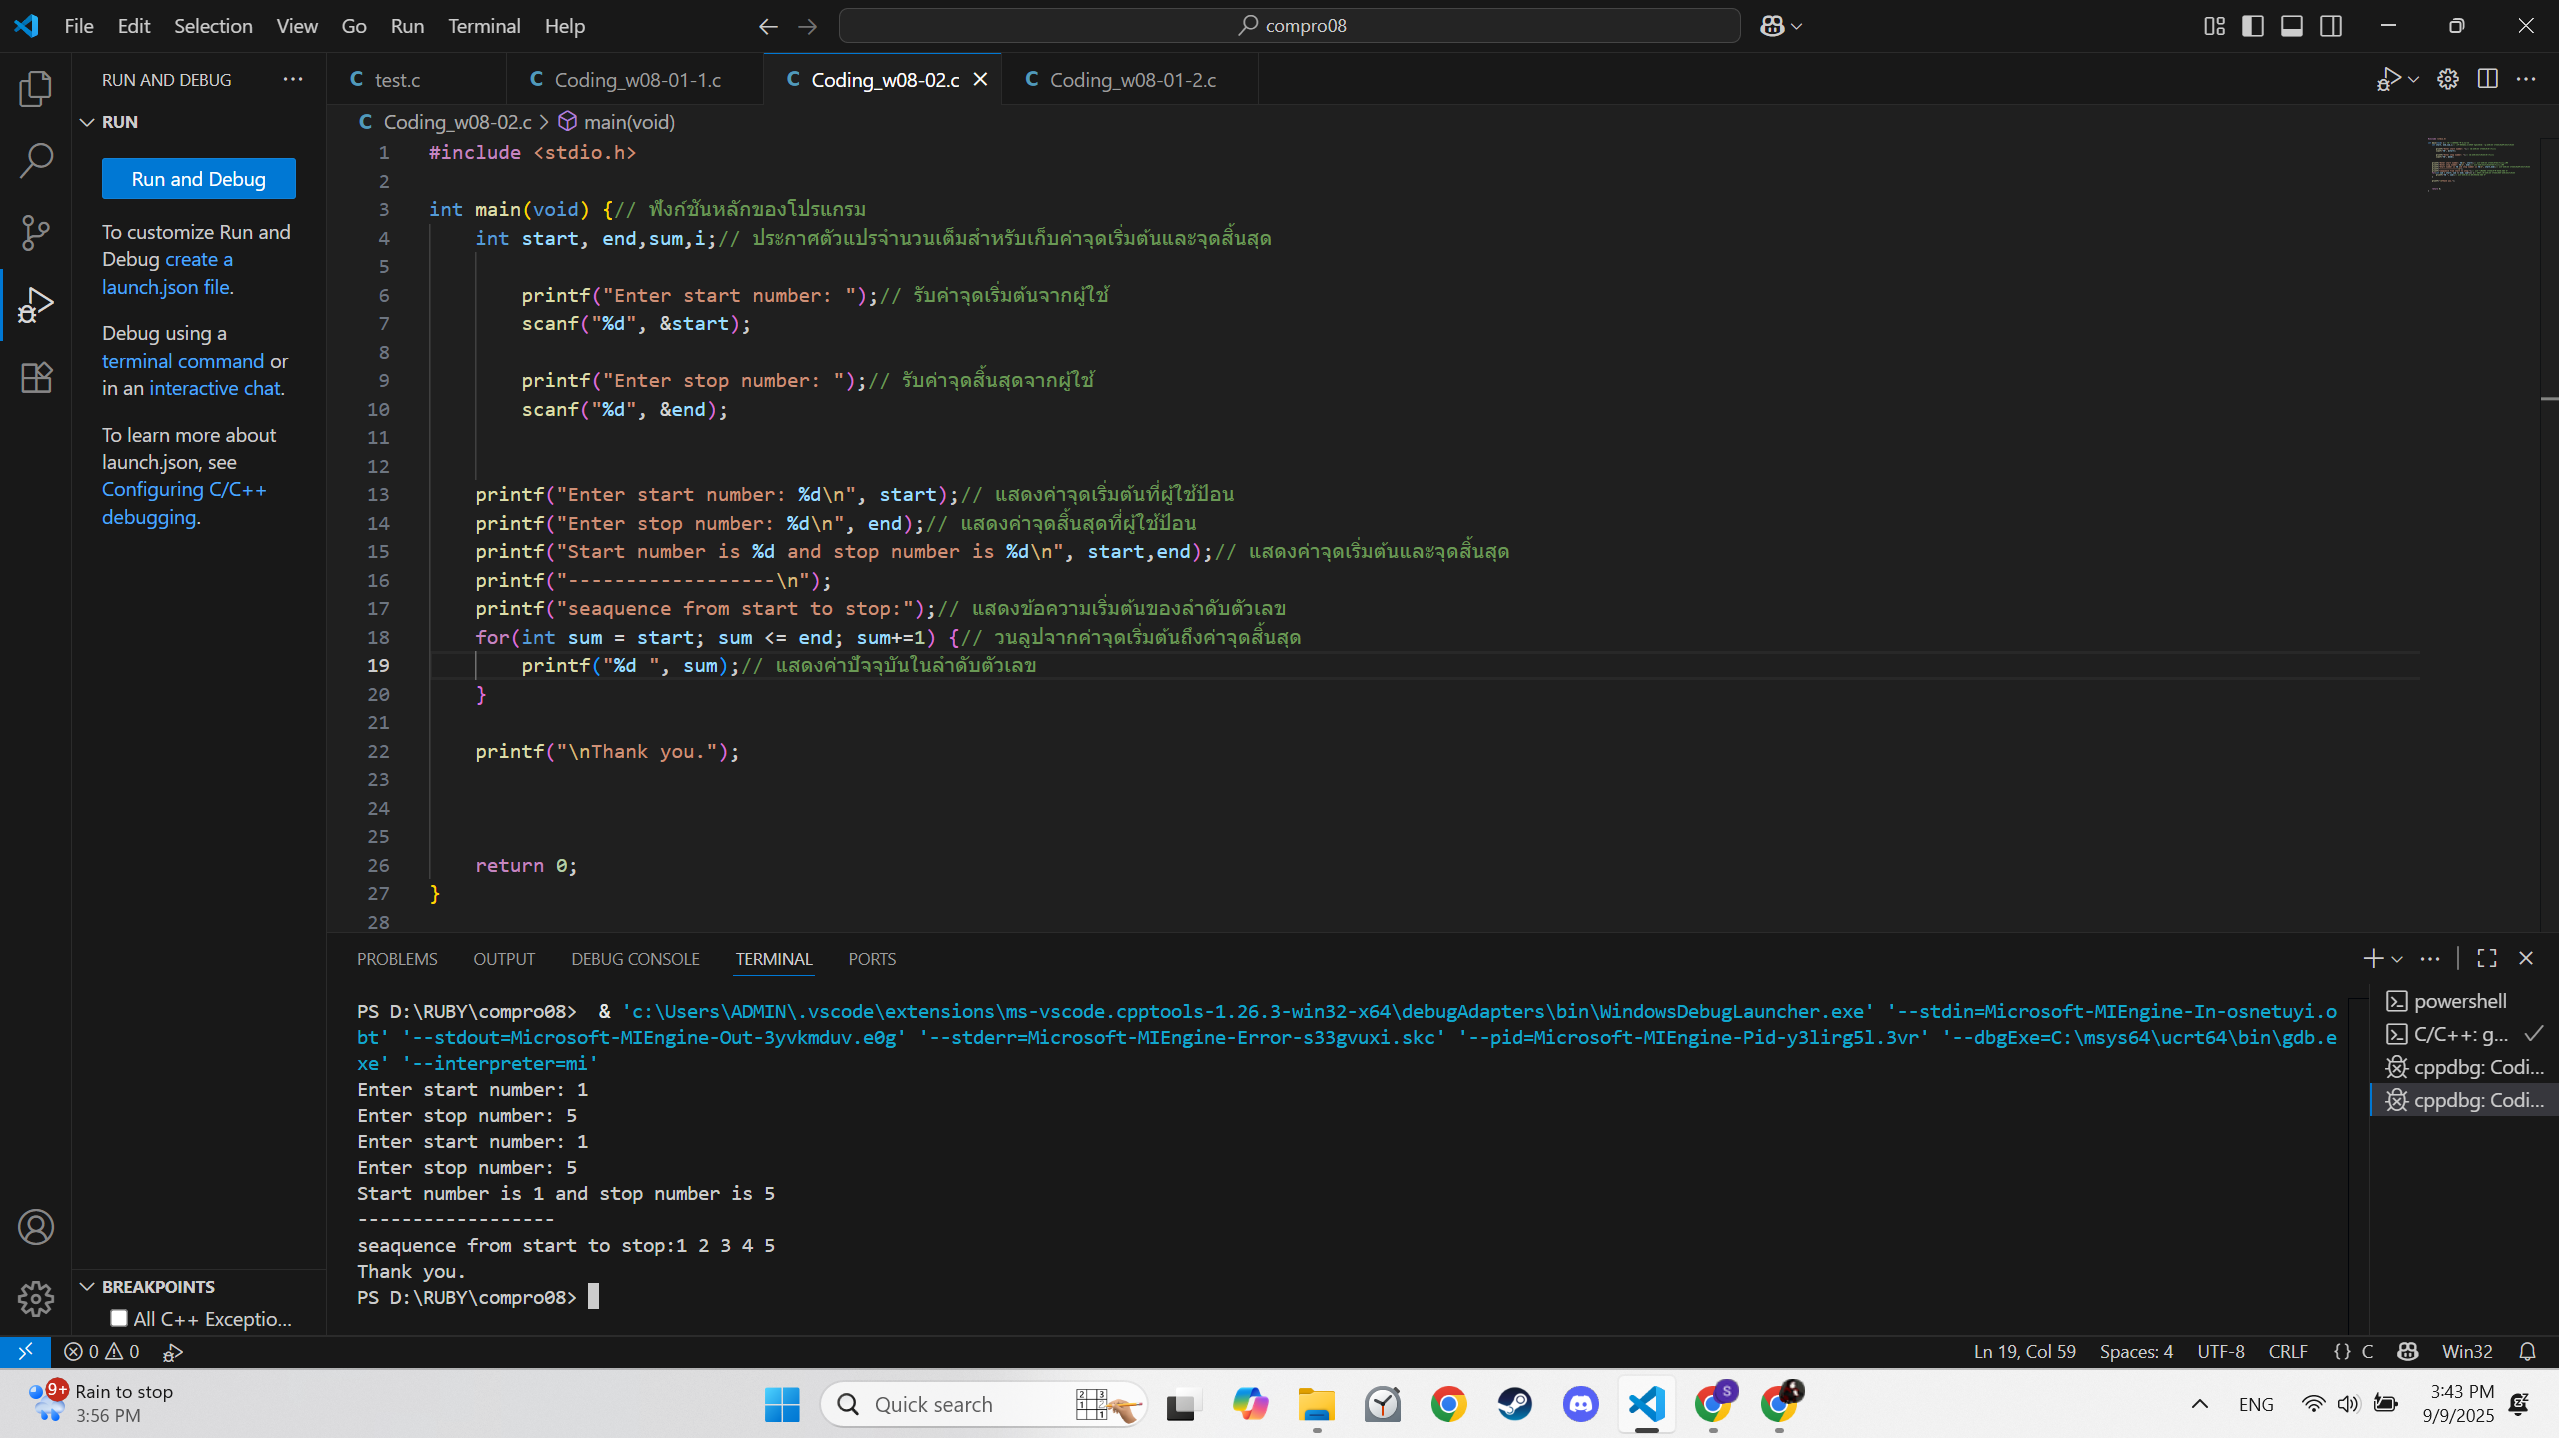 File Edit Selection View Go Run Terminal Help
compro08
RUN AND DEBUG
test.c
Coding_w08-01-1.c
Coding_w08-02.c
Coding_w08-01-2.c
RUN
Run and Debug
To customize Run and
Debug create a
launch.json file.
Debug using a
terminal command or
in an interactive chat.
To learn more about
launch.json, see
Configuring C/C++
debugging.
Coding_w08-02.c > main(void)
1 #include <stdio.h>
2
3 int main(void) {// ฟังก์ชันหลักของโปรแกรม
4 int start, end,sum,i;// ประกาศตัวแปรจำนวนเต็มสำหรับเก็บค่าจุดเริ่มต้นและจุดสิ้นสุด
5
6 printf("Enter start number: ");// รับค่าจุดเริ่มต้นจากผู้ใช้
7 scanf("%d", &start);
8
9 printf("Enter stop number: ");// รับค่าจุดสิ้นสุดจากผู้ใช้
10 scanf("%d", &end);
11
12
13 printf("Enter start number: %d\n", start);// แสดงค่าจุดเริ่มต้นที่ผู้ใช้ป้อน
14 printf("Enter stop number: %d\n", end);// แสดงค่าจุดสิ้นสุดที่ผู้ใช้ป้อน
15 printf("Start number is %d and stop number is %d\n", start,end);// แสดงค่าจุดเริ่มต้นและจุดสิ้นสุด
16 printf("------------------\n");
17 printf("seaquence from start to stop:");// แสดงข้อความเริ่มต้นของลำดับตัวเลข
18 for(int sum = start; sum <= end; sum+=1) {// วนลูปจากค่าจุดเริ่มต้นถึงค่าจุดสิ้นสุด
19 printf("%d ", sum);// แสดงค่าปัจจุบันในลำดับตัวเลข
20 }
21
22 printf("\nThank you.");
23
24
25
26 return 0;
27 }
28
PROBLEMS OUTPUT DEBUG CONSOLE TERMINAL PORTS
PS D:\RUBY\compro08>  & 'c:\Users\ADMIN\.vscode\extensions\ms-vscode.cpptools-1.26.3-win32-x64\debugAdapters\bin\WindowsDebugLauncher.exe' '--stdin=Microsoft-MIEngine-In-osnetuyi.o
bt' '--stdout=Microsoft-MIEngine-Out-3yvkmduv.e0g' '--stderr=Microsoft-MIEngine-Error-s33gvuxi.skc' '--pid=Microsoft-MIEngine-Pid-y3lirg5l.3vr' '--dbgExe=C:\msys64\ucrt64\bin\gdb.e
xe' '--interpreter=mi'
Enter start number: 1
Enter stop number: 5
Enter start number: 1
Enter stop number: 5
Start number is 1 and stop number is 5
------------------
seaquence from start to stop:1 2 3 4 5
Thank you.
PS D:\RUBY\compro08>
powershell
C/C++: g...
cppdbg: Codi...
cppdbg: Codi...
BREAKPOINTS
All C++ Exceptio...
0 0
Ln 19, Col 59 Spaces: 4 UTF-8 CRLF {} C Win32
9+
Rain to stop
3:56 PM
Quick search
ENG
3:43 PM
9/9/2025